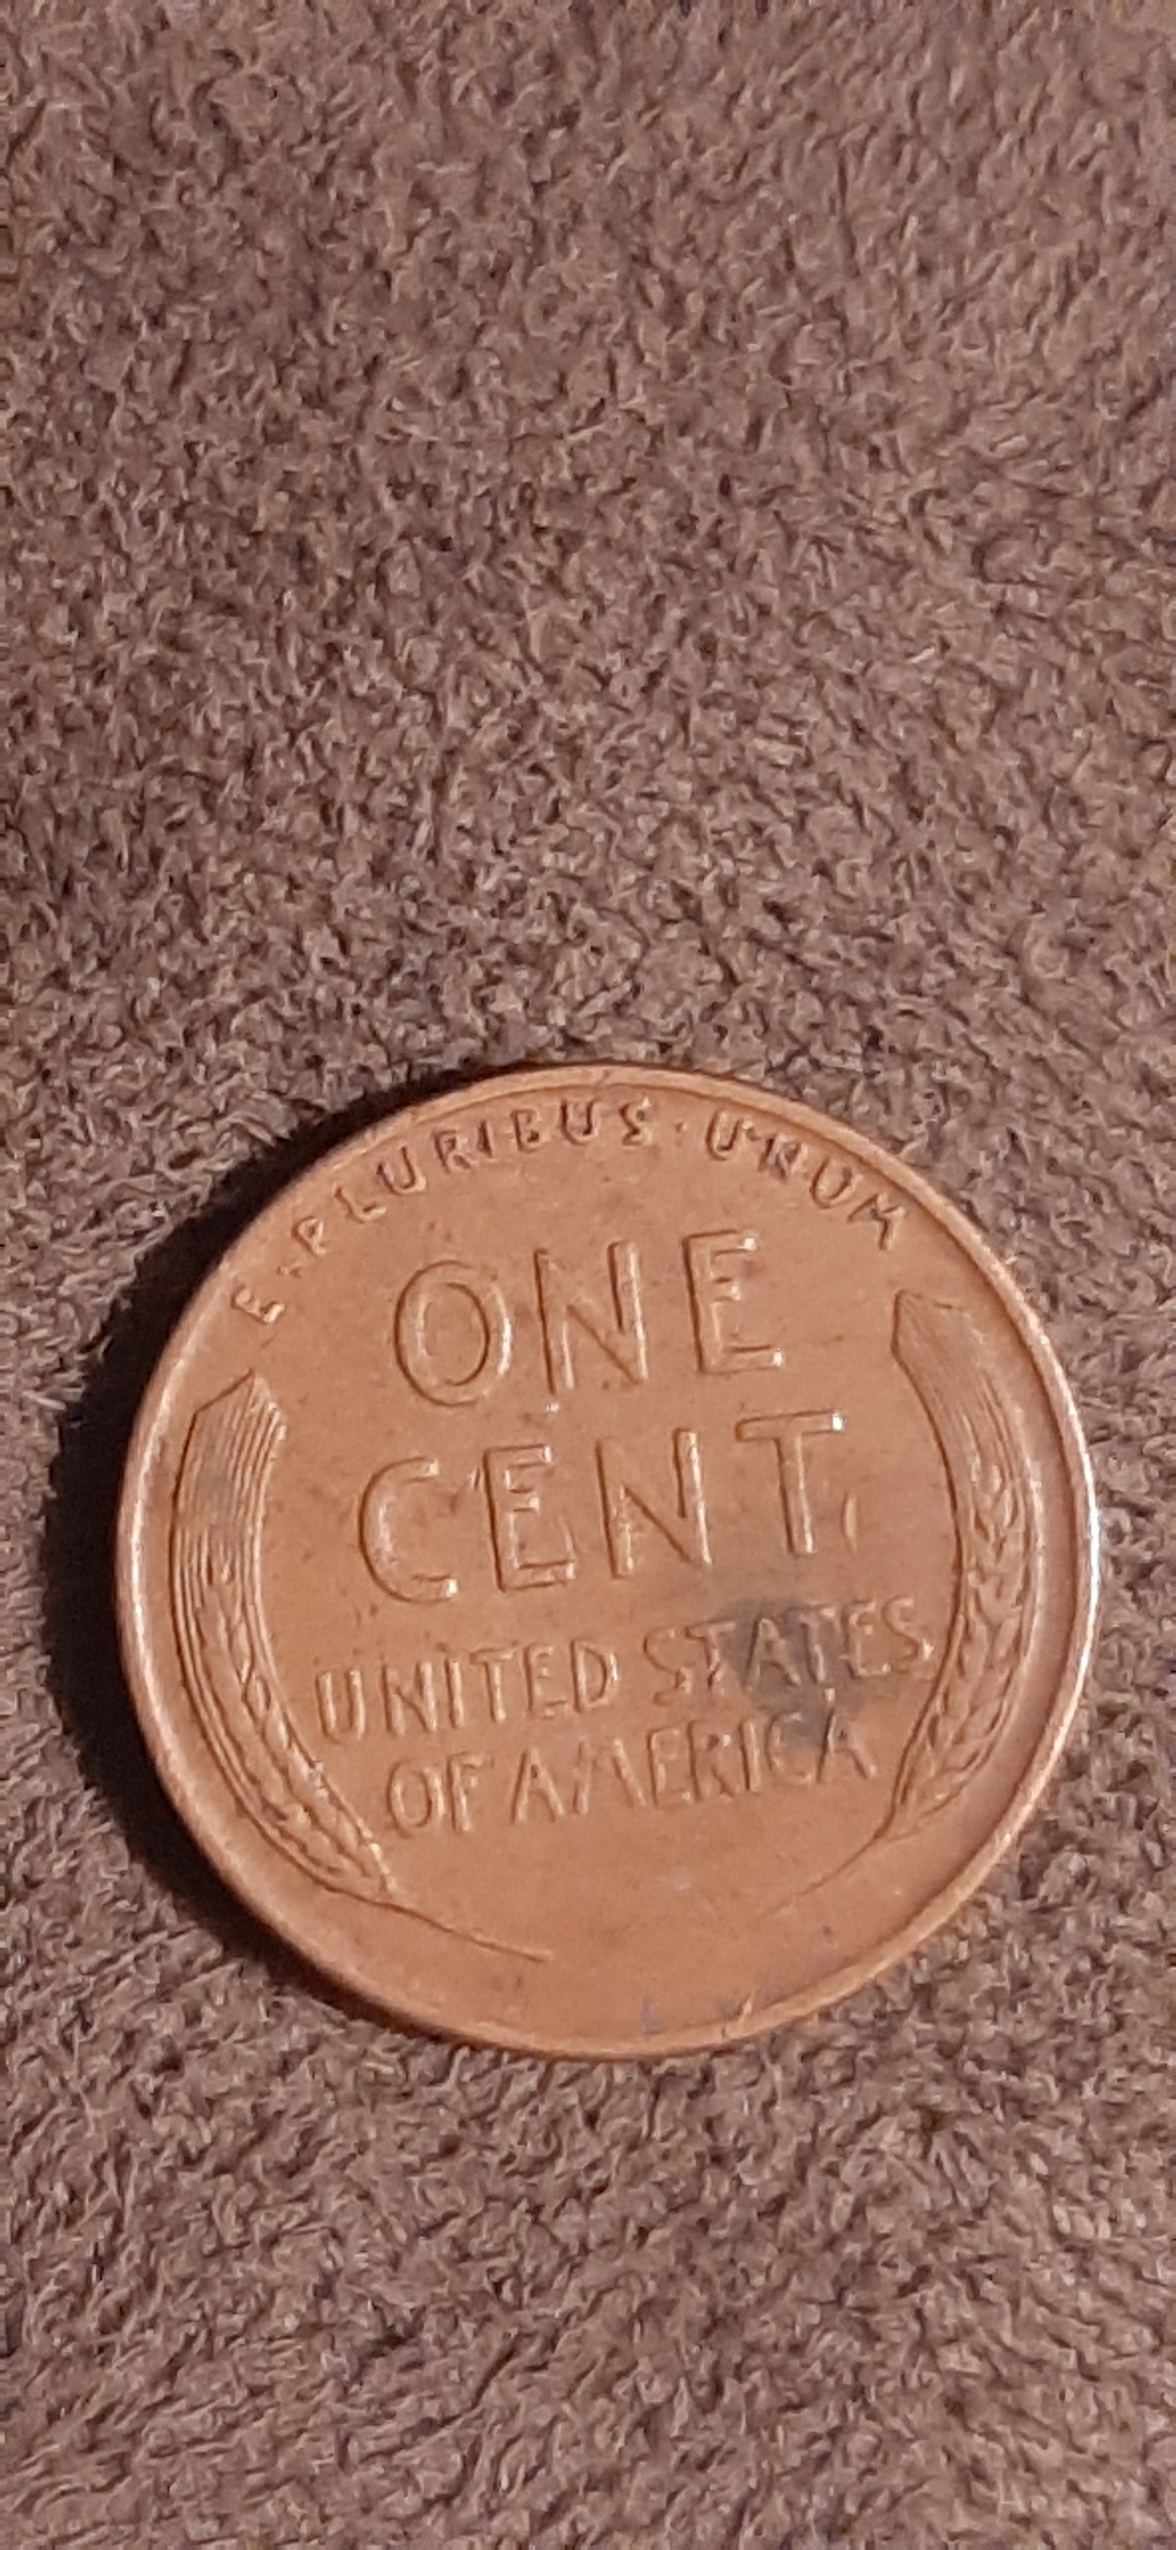 E·PLURIBUS·UNUM
ONE
CENT
UNITED STATES
OF AMERICA